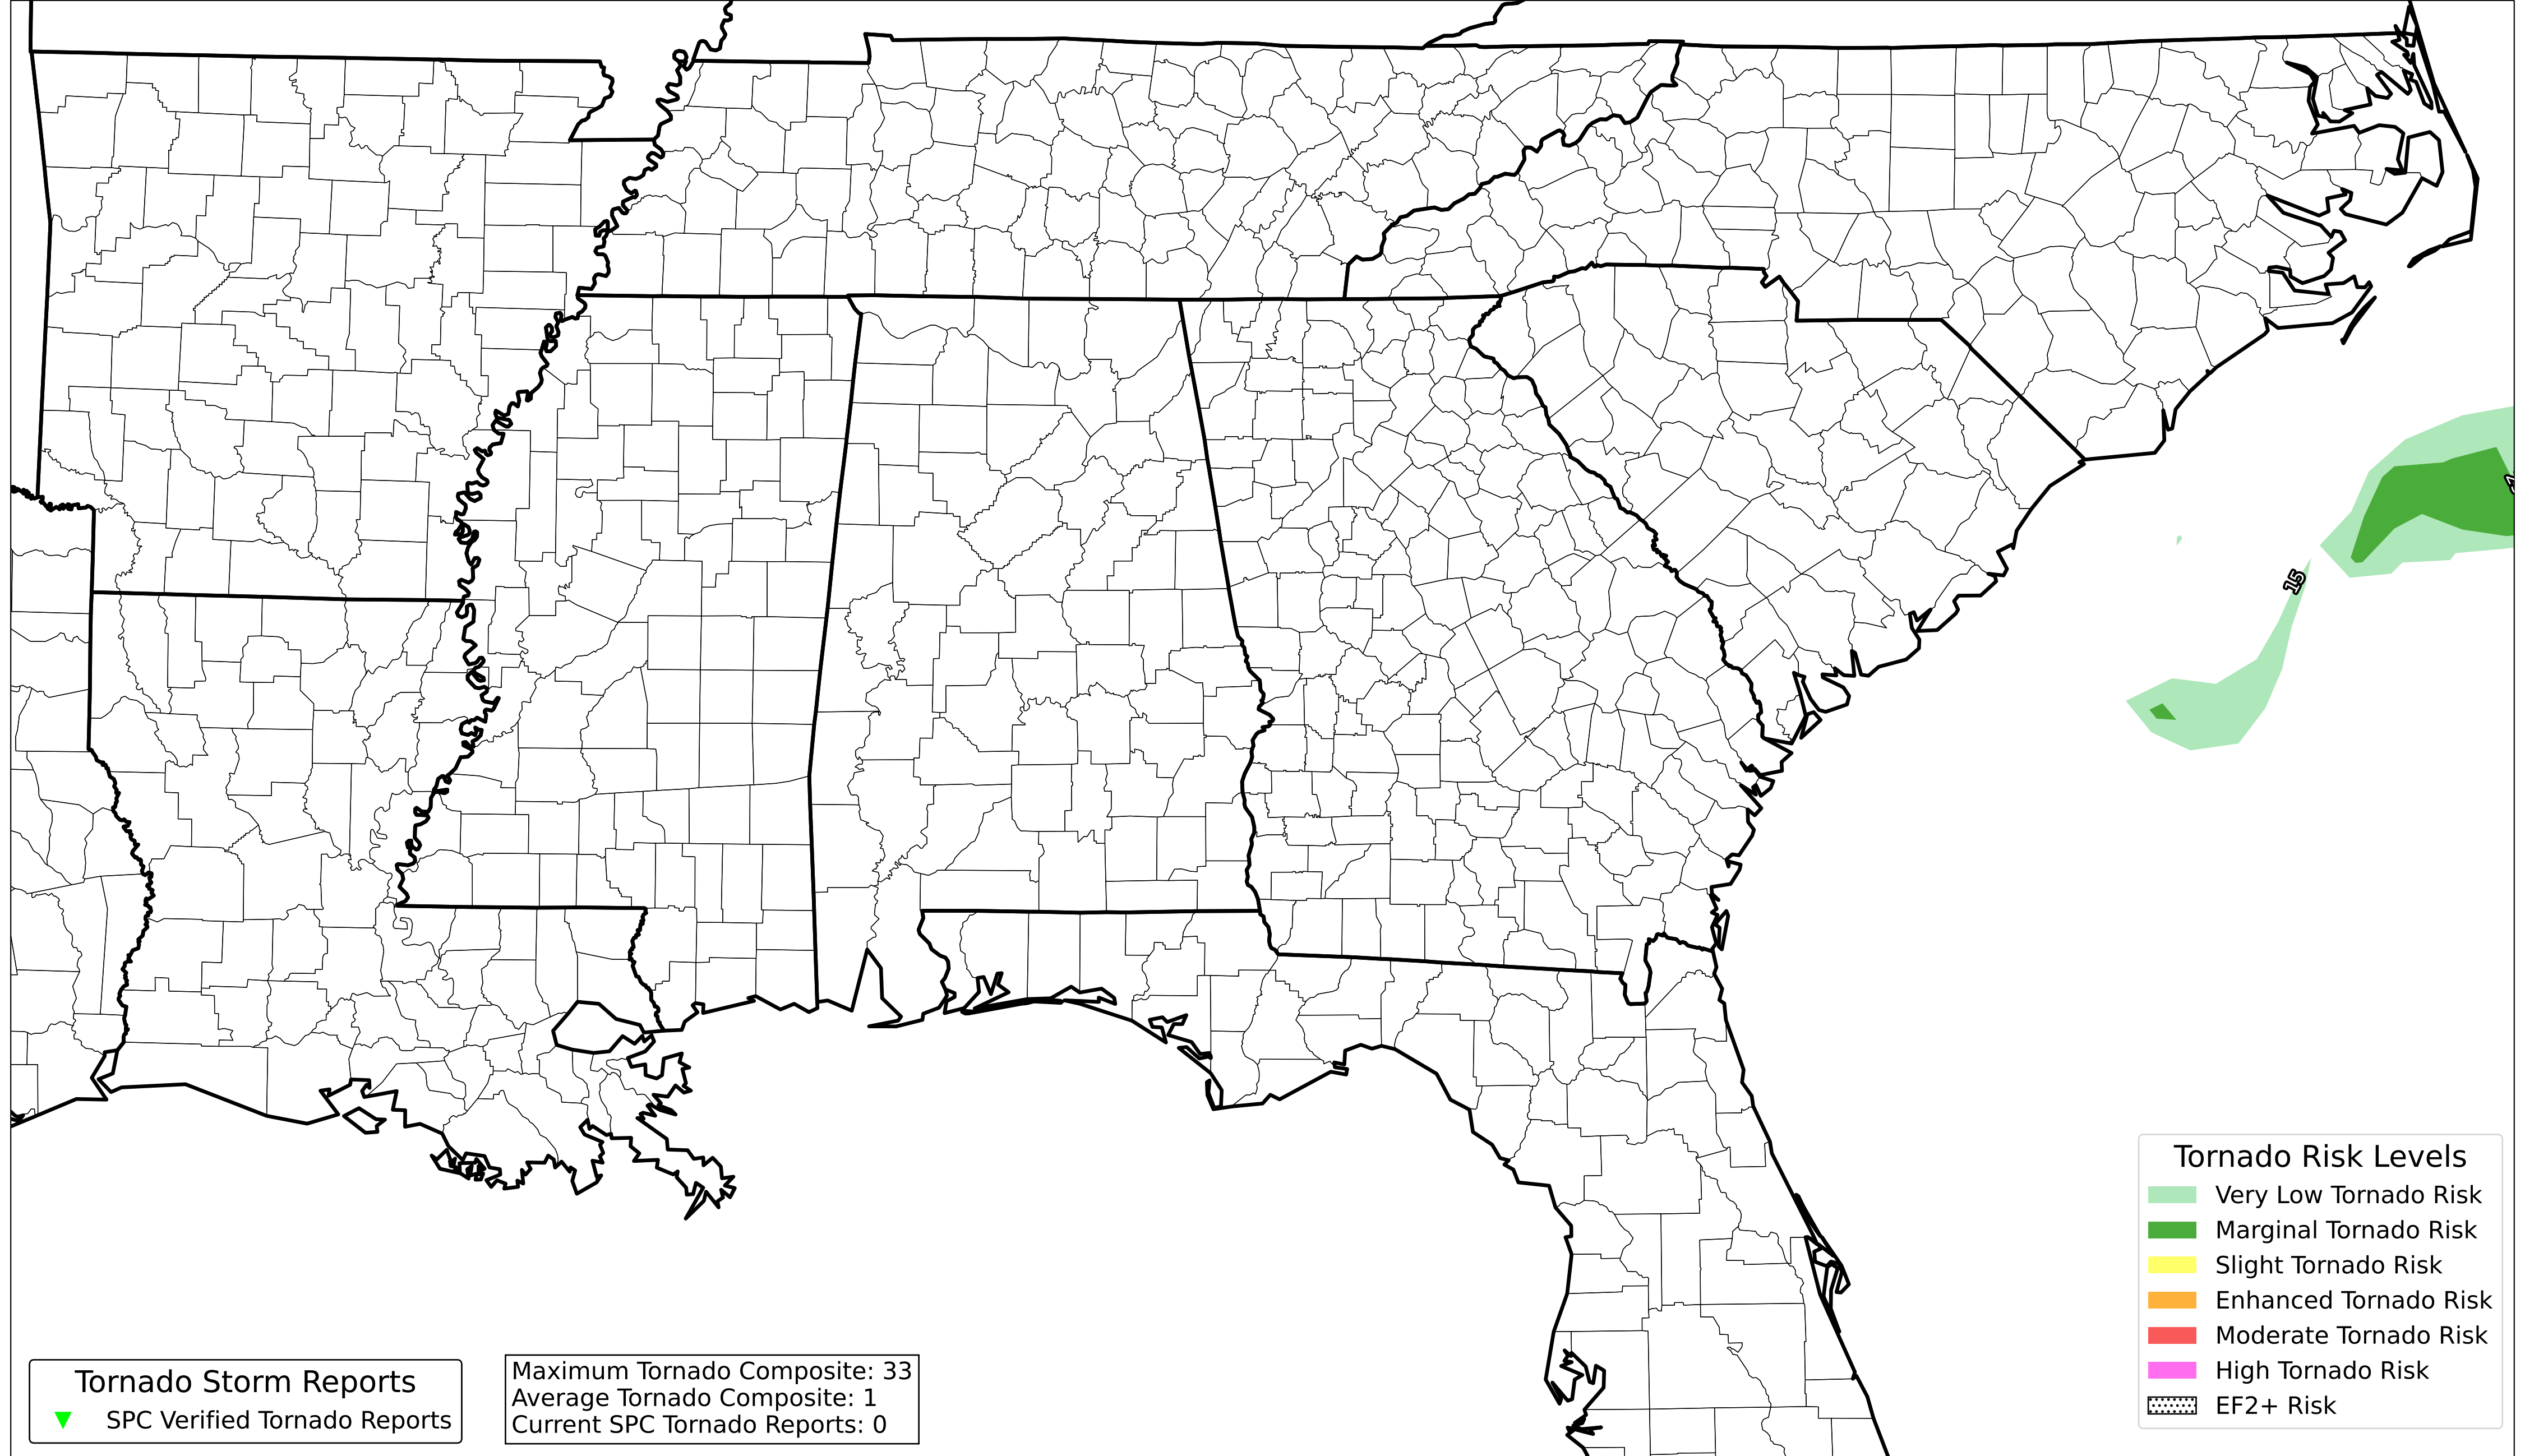 15
Tornado Risk Levels
Very Low Tornado Risk
Marginal Tornado Risk
Slight Tornado Risk
Enhanced Tornado Risk
Moderate Tornado Risk
High Tornado Risk
EF2+ Risk
Tornado Storm Reports
SPC Verified Tornado Reports
Maximum Tornado Composite: 33
Average Tornado Composite: 1
Current SPC Tornado Reports: 0